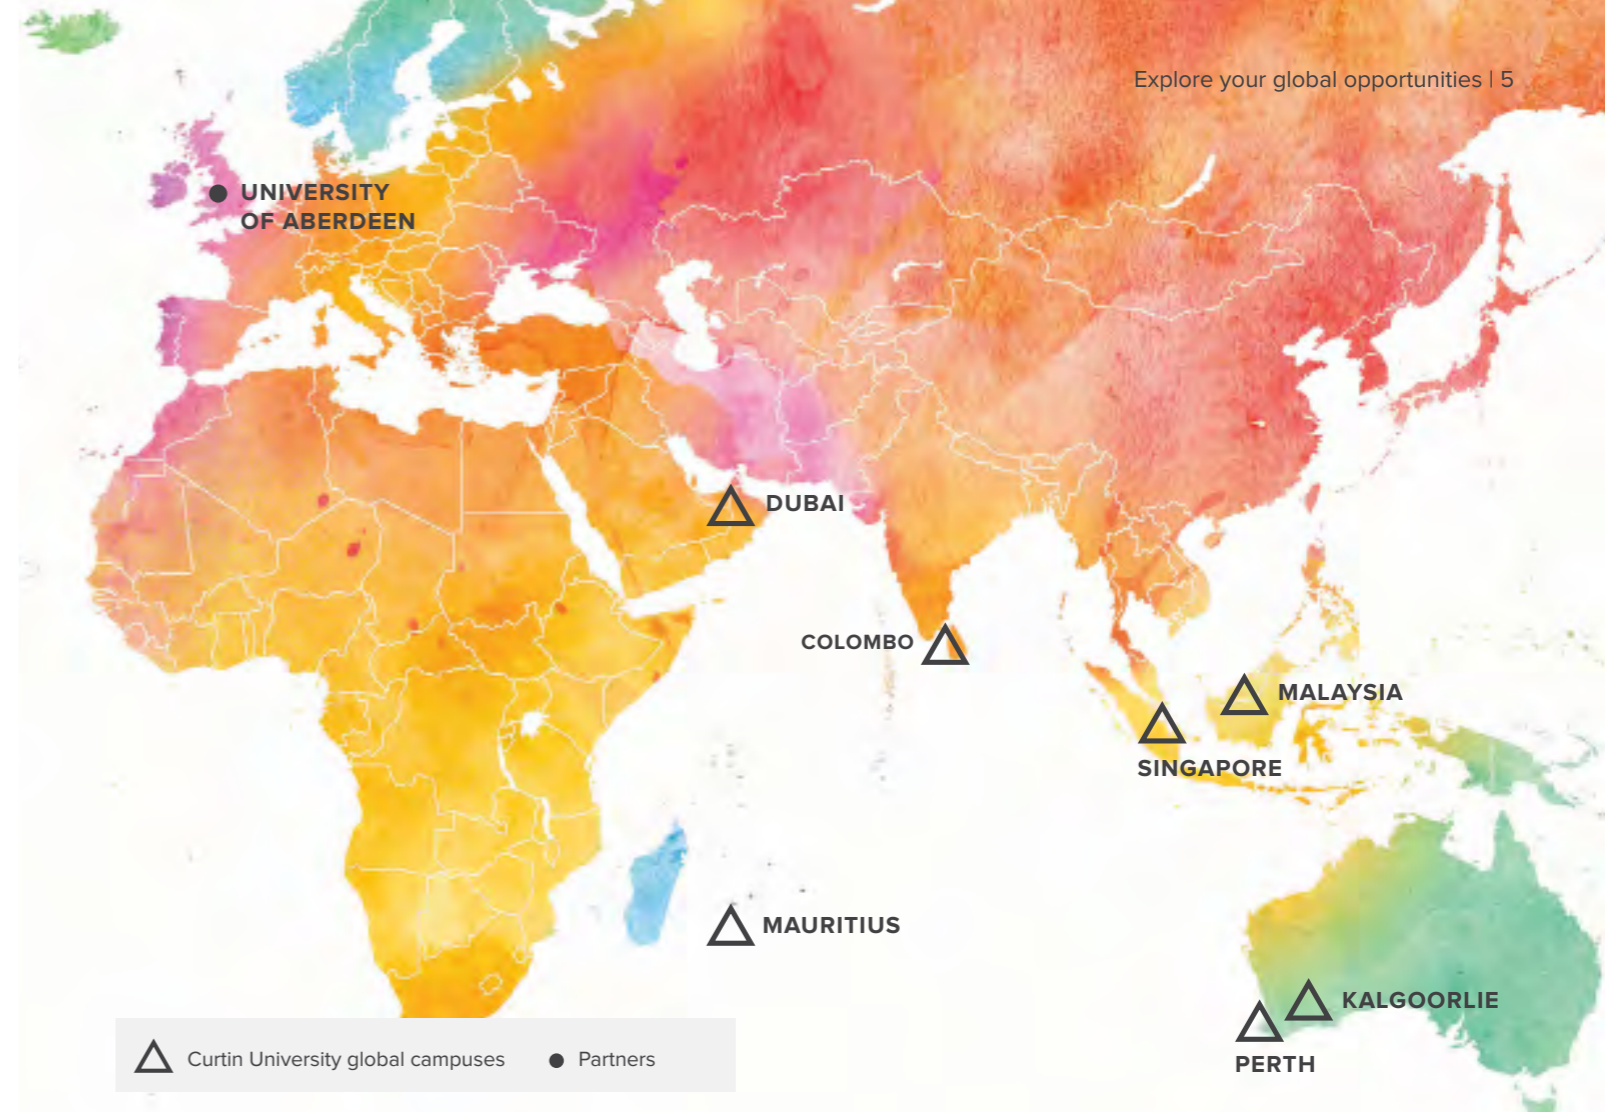 Explore your global opportunities | 5
UNIVERSITY
OF ABERDEEN
DUBAI
COLOMBO
MALAYSIA
SINGAPORE
MAURITIUS
KALGOORLIE
PERTH
Curtin University global campuses
Partners